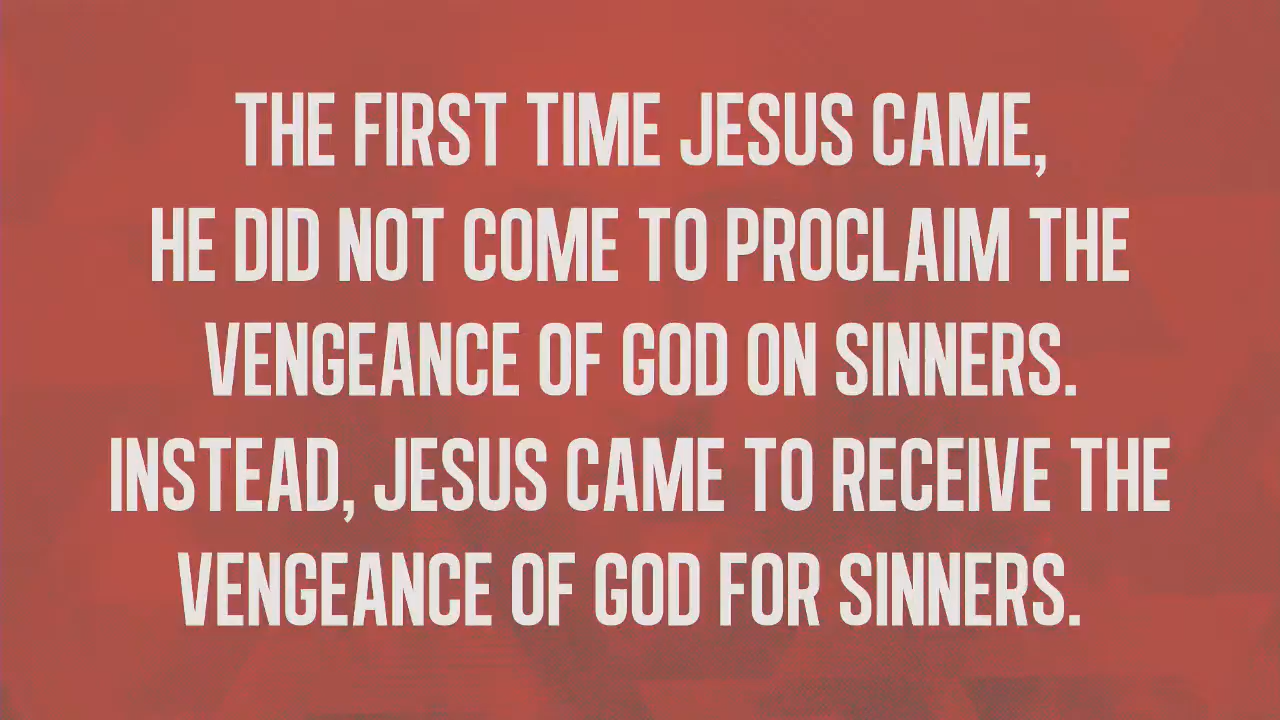 THE FIRST TIME JESUS CAME,
HE DID NOT COME TO PROCLAIM THE
VENGEANCE OF GOD ON SINNERS.
INSTEAD, JESUS CAME TO RECEIVE THE
VENGEANCE OF GOD FOR SINNERS.